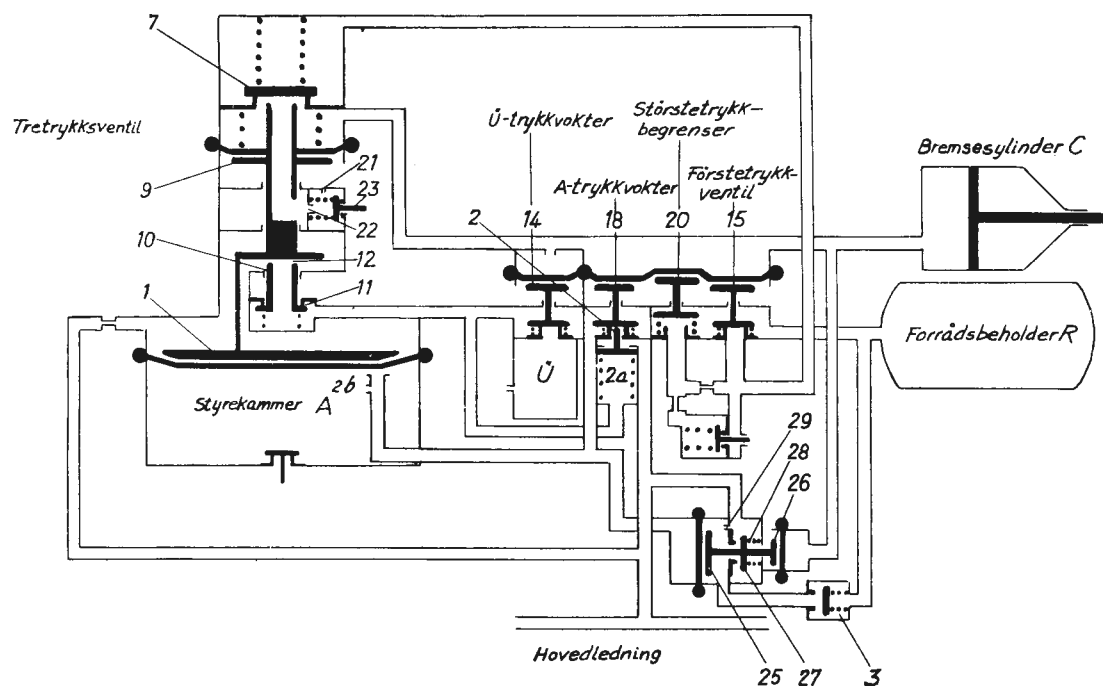 7
Tretrykksventil
Ü-trykkvokter
Störstetrykk-
begrenser
Bremsesylinder C
A-trykkvokter
Förstetrykk-
ventil
9
21
23
22
2
14
18
20
15
10
12
11
1
Forrådsbeholder R
2b
Styrekammer A
Ü
2a
29
28
26
Hovedledning
25
27
3